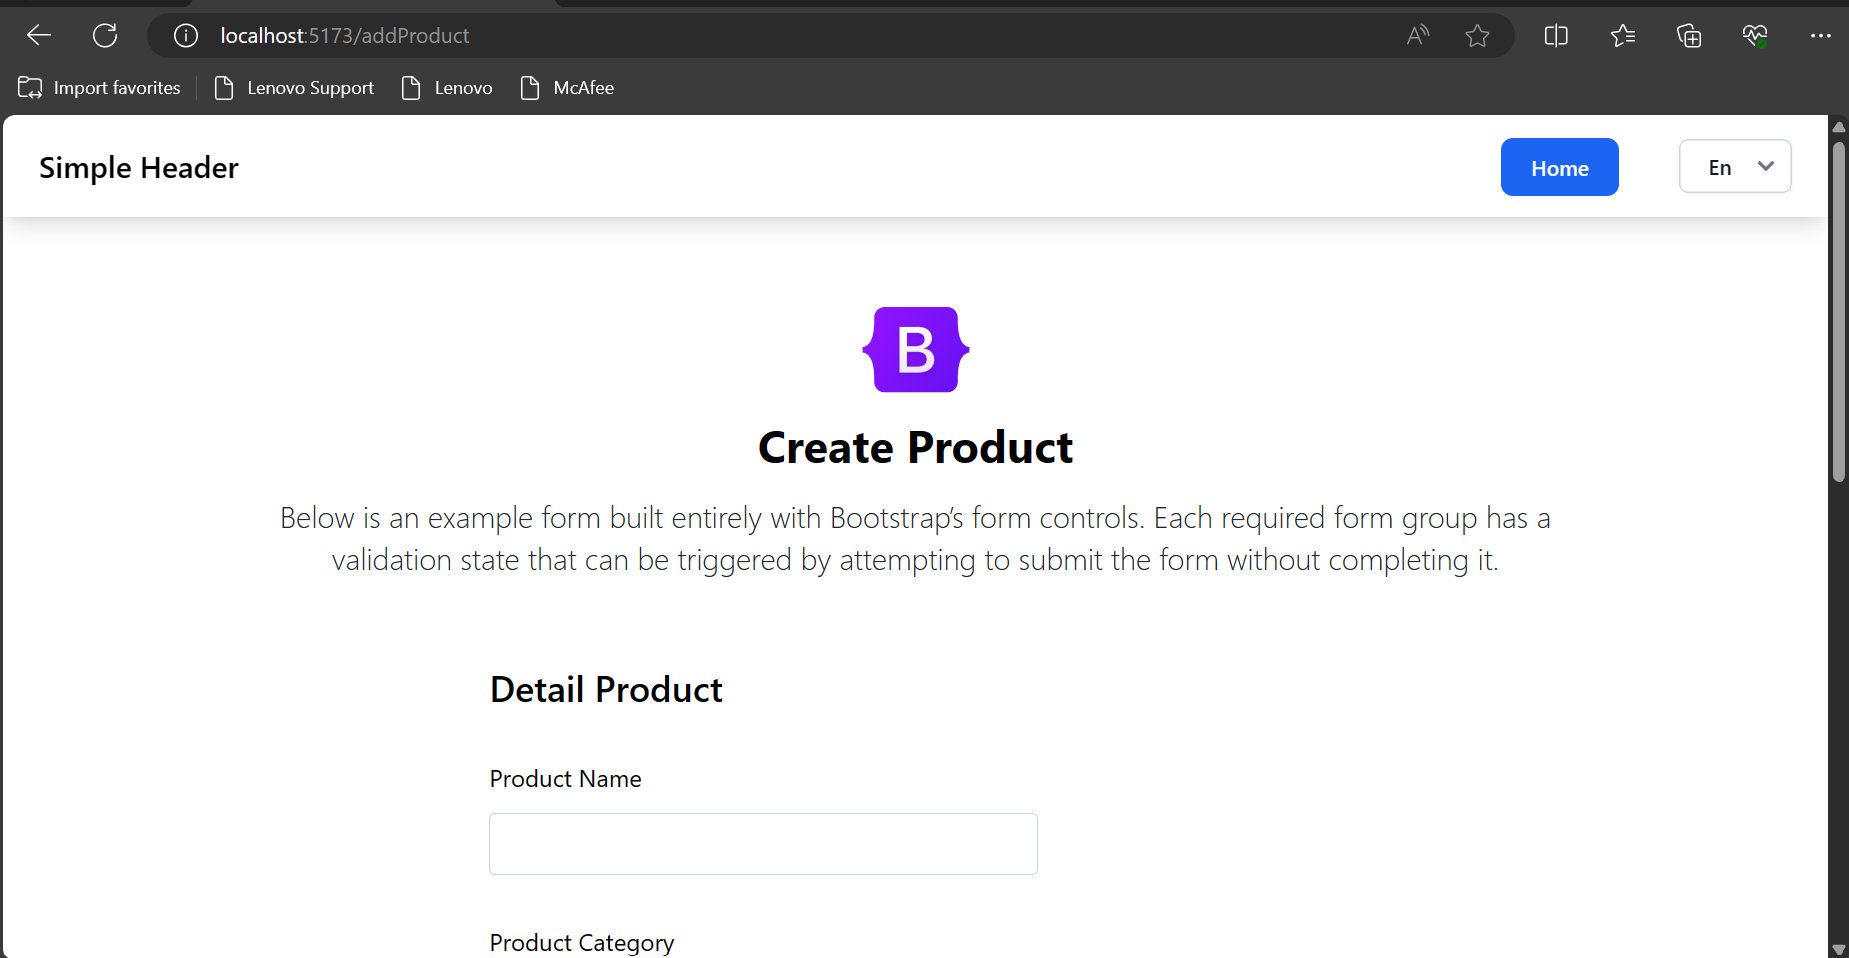 localhost:5173/addProduct
Import favorites
Lenovo Support
Lenovo
McAfee
Simple Header
Home
En
B
Create Product
Below is an example form built entirely with Bootstrap’s form controls. Each required form group has a
validation state that can be triggered by attempting to submit the form without completing it.
Detail Product
Product Name
Product Category